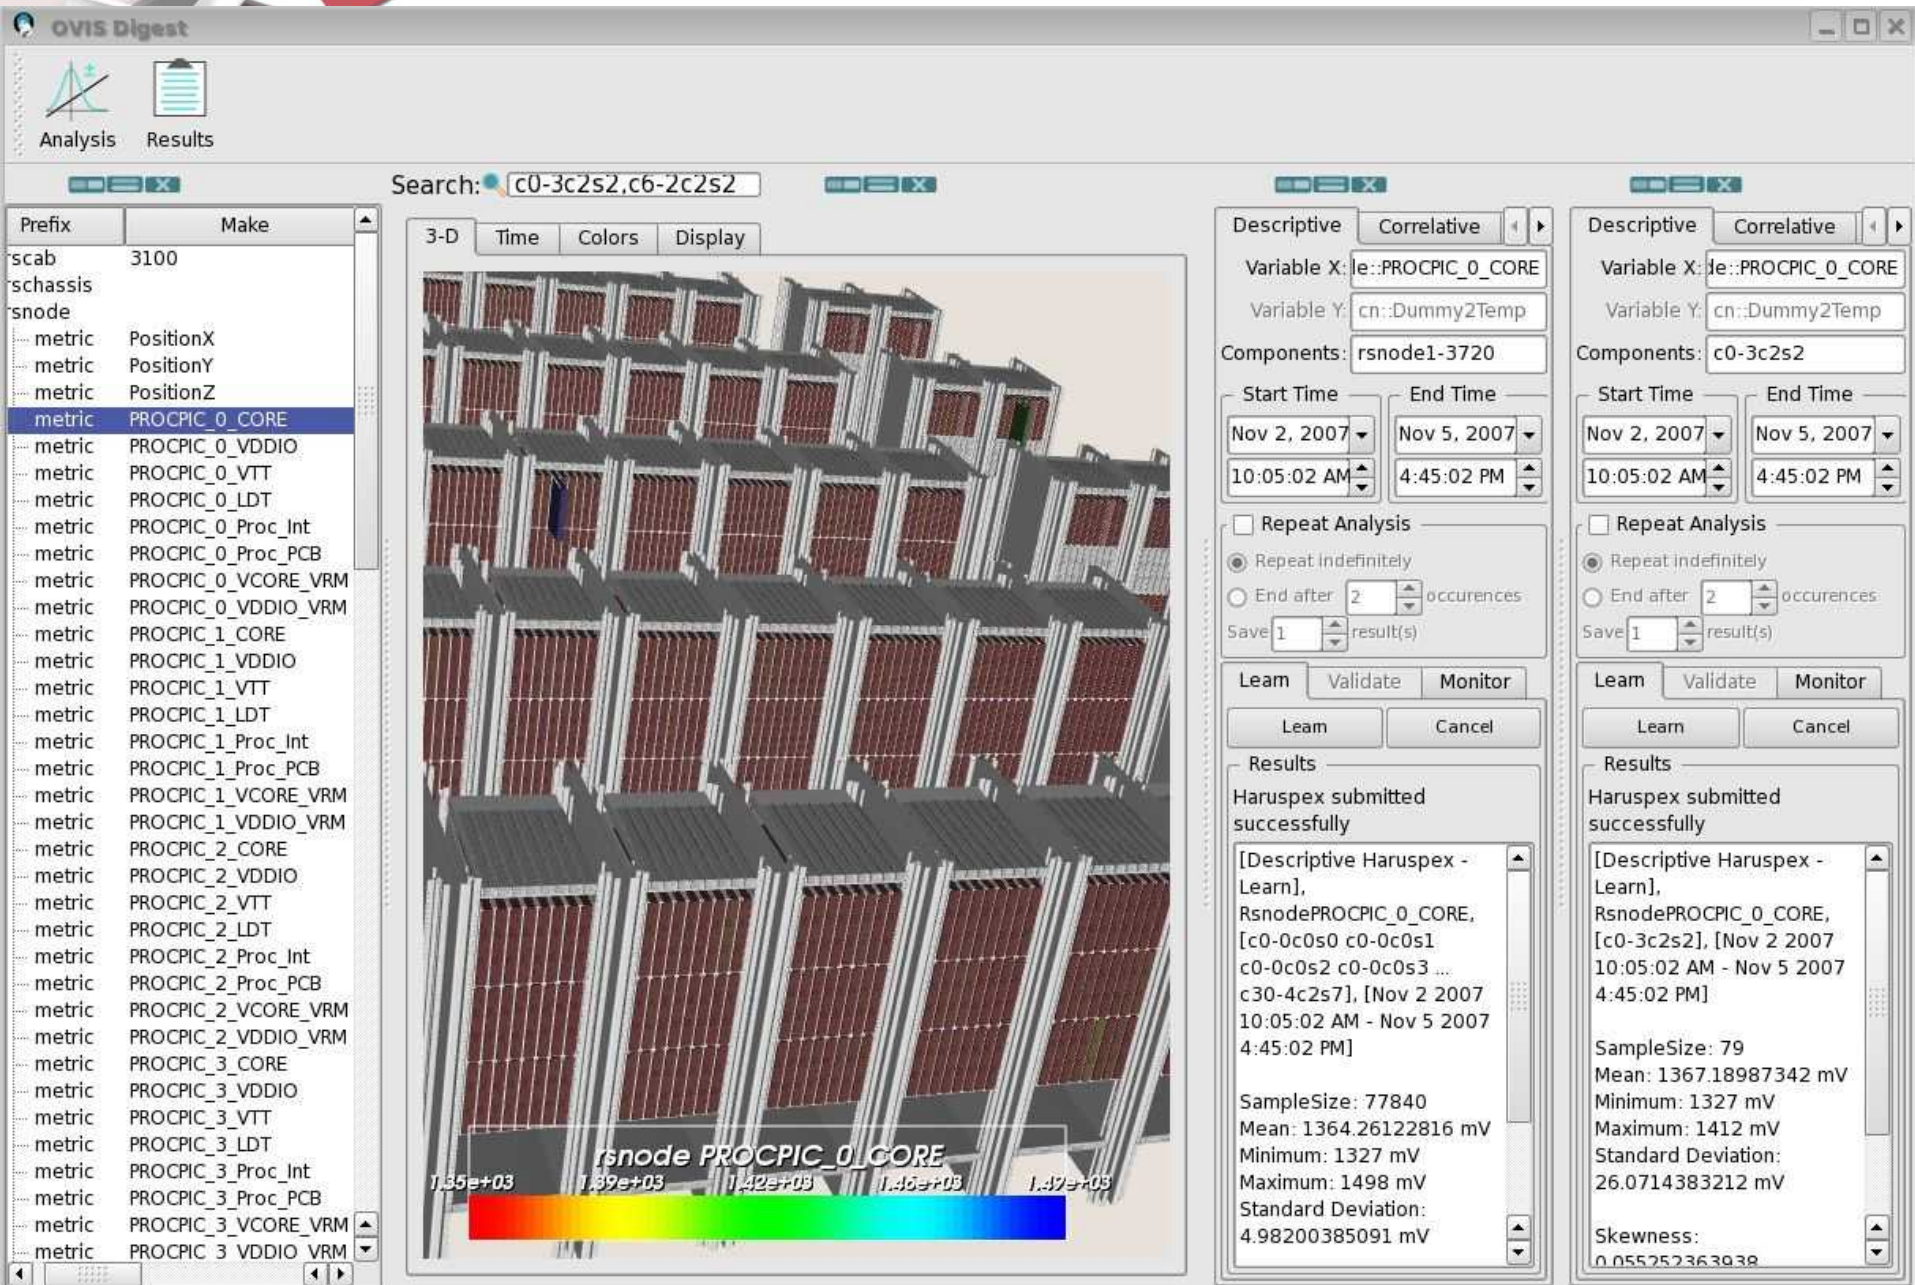 OVIS Digest
Analysis
Results
Search: c0-3c2s2,c6-2c2s2
Prefix Make
rscab 3100
rschassis
rsnode
metric PositionX
metric PositionY
metric PositionZ
metric PROCPIC_0_CORE
metric PROCPIC_0_VDDIO
metric PROCPIC_0_VTT
metric PROCPIC_0_LDT
metric PROCPIC_0_Proc_Int
metric PROCPIC_0_Proc_PCB
metric PROCPIC_0_VCORE_VRM
metric PROCPIC_0_VDDIO_VRM
metric PROCPIC_1_CORE
metric PROCPIC_1_VDDIO
metric PROCPIC_1_VTT
metric PROCPIC_1_LDT
metric PROCPIC_1_Proc_Int
metric PROCPIC_1_Proc_PCB
metric PROCPIC_1_VCORE_VRM
metric PROCPIC_1_VDDIO_VRM
metric PROCPIC_2_CORE
metric PROCPIC_2_VDDIO
metric PROCPIC_2_VTT
metric PROCPIC_2_LDT
metric PROCPIC_2_Proc_Int
metric PROCPIC_2_Proc_PCB
metric PROCPIC_2_VCORE_VRM
metric PROCPIC_2_VDDIO_VRM
metric PROCPIC_3_CORE
metric PROCPIC_3_VDDIO
metric PROCPIC_3_VTT
metric PROCPIC_3_LDT
metric PROCPIC_3_Proc_Int
metric PROCPIC_3_Proc_PCB
metric PROCPIC_3_VCORE_VRM
metric PROCPIC_3_VDDIO_VRM
3-D Time Colors Display
rsnode PROCPIC_0_CORE
1.35e+03 1.39e+03 1.42e+03 1.46e+03 1.49e+03
Descriptive Correlative
Variable X: le::PROCPIC_0_CORE
Variable Y: cn::Dummy2Temp
Components: rsnode1-3720
Start Time End Time
Nov 2, 2007 Nov 5, 2007
10:05:02 AM 4:45:02 PM
Repeat Analysis
Repeat indefinitely
End after 2 occurences
Save 1 result(s)
Learn Validate Monitor
Learn Cancel
Results
Haruspex submitted
successfully
[Descriptive Haruspex -
Learn],
RsnodePROCPIC_0_CORE,
[c0-0c0s0 c0-0c0s1
c0-0c0s2 c0-0c0s3 ...
c30-4c2s7], [Nov 2 2007
10:05:02 AM - Nov 5 2007
4:45:02 PM]
SampleSize: 77840
Mean: 1364.26122816 mV
Minimum: 1327 mV
Maximum: 1498 mV
Standard Deviation:
4.98200385091 mV
Descriptive Correlative
Variable X: le::PROCPIC_0_CORE
Variable Y: cn::Dummy2Temp
Components: c0-3c2s2
Start Time End Time
Nov 2, 2007 Nov 5, 2007
10:05:02 AM 4:45:02 PM
Repeat Analysis
Repeat indefinitely
End after 2 occurences
Save 1 result(s)
Learn Validate Monitor
Learn Cancel
Results
Haruspex submitted
successfully
[Descriptive Haruspex -
Learn],
RsnodePROCPIC_0_CORE,
[c0-3c2s2], [Nov 2 2007
10:05:02 AM - Nov 5 2007
4:45:02 PM]
SampleSize: 79
Mean: 1367.18987342 mV
Minimum: 1327 mV
Maximum: 1412 mV
Standard Deviation:
26.0714383212 mV
Skewness:
0.055252363938